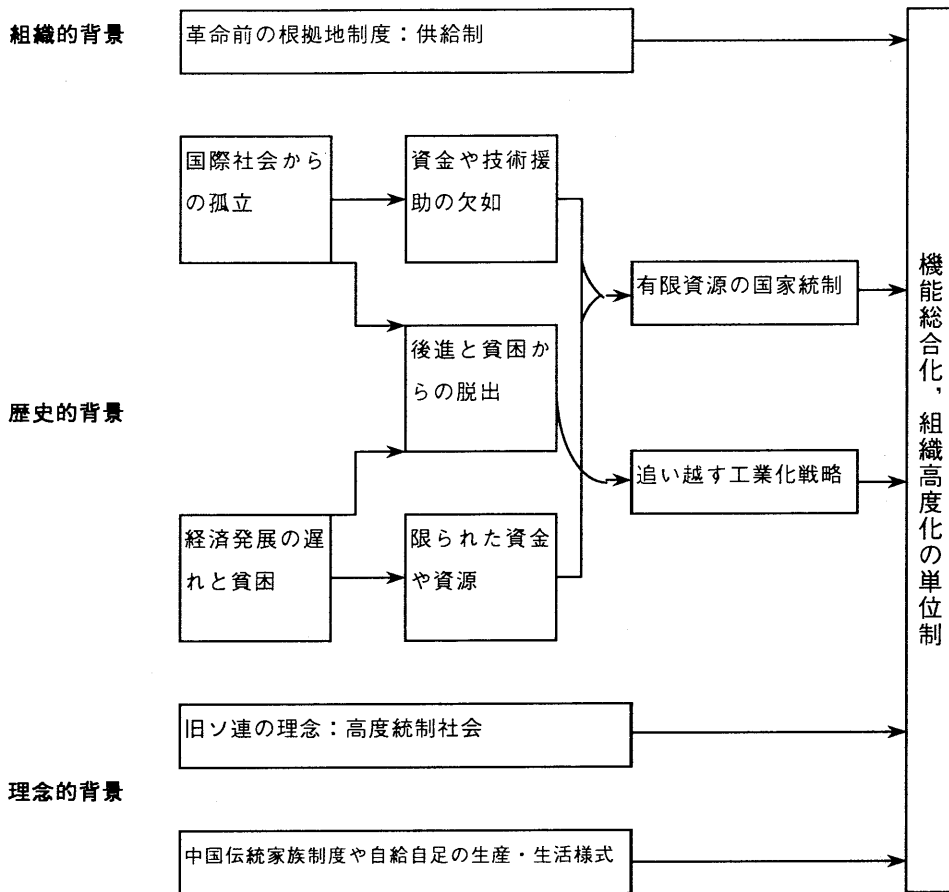 組織的背景
革命前の根拠地制度：供給制
国際社会から
の孤立
資金や技術援
助の欠如
有限資源の国家統制
後進と貧困か
らの脱出
歴史的背景
追い越す工業化戦略
経済発展の遅
れと貧困
限られた資金
や資源
旧ソ連の理念：高度統制社会
理念的背景
中国伝統家族制度や自給自足の生産・生活様式
機能総合化，組織高度化の単位制